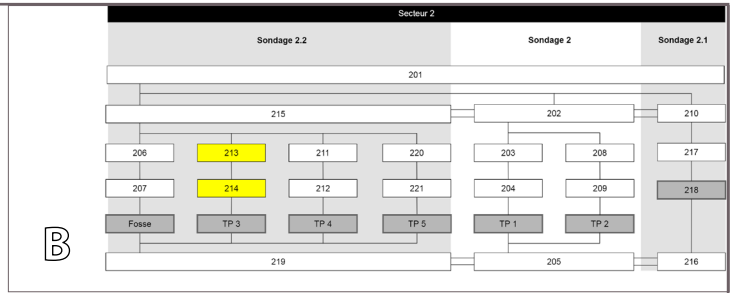 Secteur 2
Sondage 2.2 Sondage 2 Sondage 2.1
201
215 202 210
206 213 211 220 203 208 217
207 214 212 221 204 209 218
Fosse TP 3 TP 4 TP 5 TP 1 TP 2
B
219 205 216